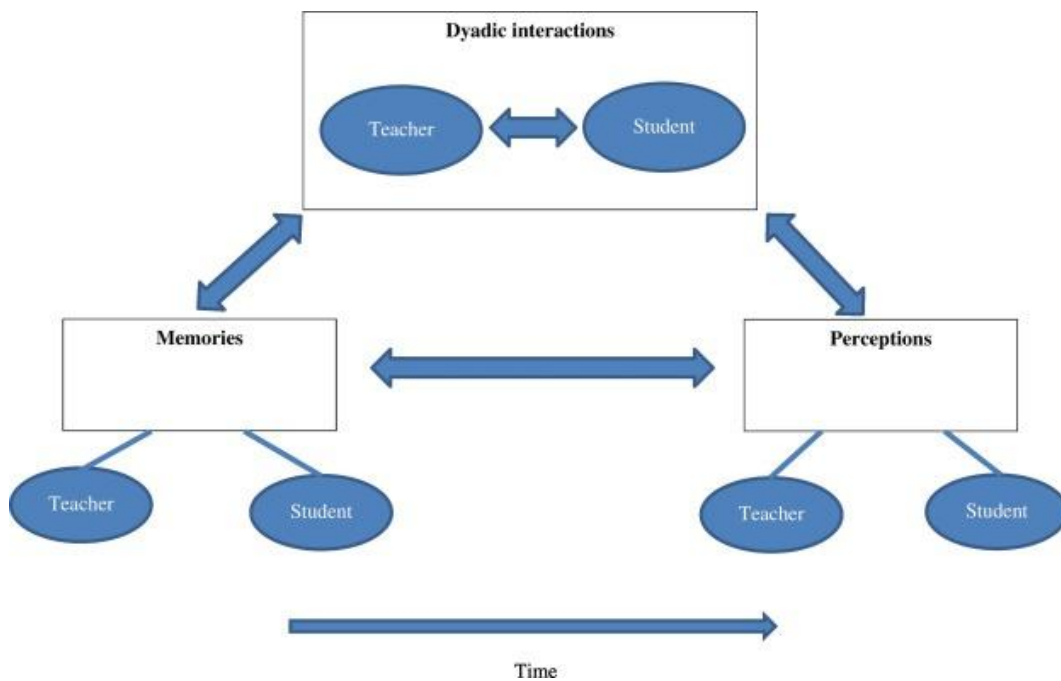 Dyadic interactions
Teacher
Student
Memories
Perceptions
Teacher
Student
Teacher
Student
Time